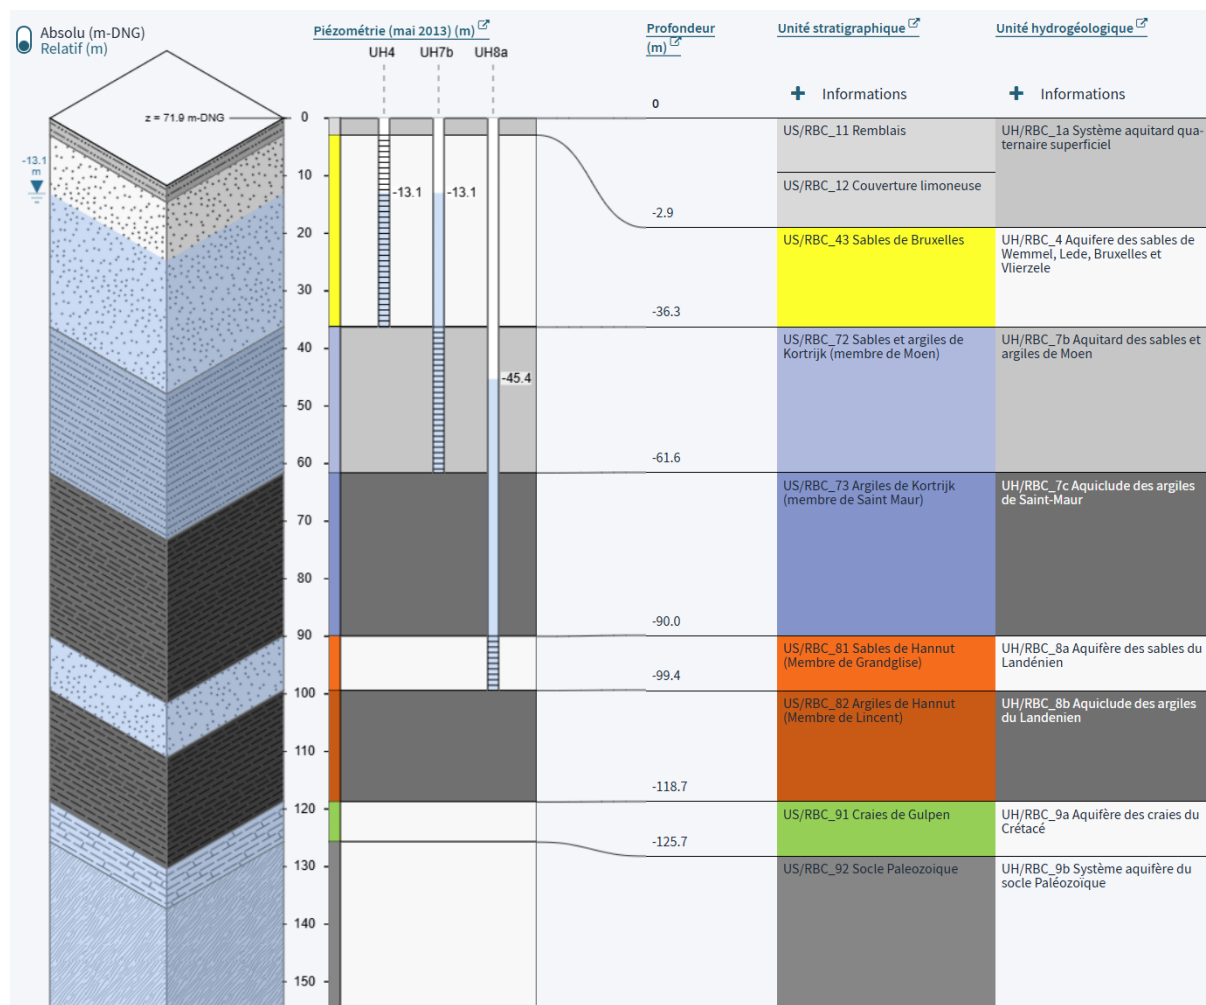 Absolu (m-DNG)
Relatif (m)
Piézométrie (mai 2013) (m)
UH4 UH7b UH8a
Profondeur
(m)
Unité stratigraphique
Unité hydrogéologique
+ Informations
+ Informations
z = 71.9 m-DNG
-13.1
m
0
10
20
30
40
50
60
70
80
90
100
110
120
130
140
150
-13.1
-13.1
-45.4
0
-2.9
-36.3
-61.6
-90.0
-99.4
-118.7
-125.7
US/RBC_11 Remblais
US/RBC_12 Couverture limoneuse
US/RBC_43 Sables de Bruxelles
US/RBC_72 Sables et argiles de
Kortrijk (membre de Moen)
US/RBC_73 Argiles de Kortrijk
(membre de Saint Maur)
US/RBC_81 Sables de Hannut
(Membre de Grandglise)
US/RBC_82 Argiles de Hannut
(Membre de Lincent)
US/RBC_91 Craies de Gulpen
US/RBC_92 Socle Paleozoique
UH/RBC_1a Système aquitard qua-
ternaire superficiel
UH/RBC_4 Aquifere des sables de
Wemmel, Lede, Bruxelles et
Vlierzele
UH/RBC_7b Aquitard des sables et
argiles de Moen
UH/RBC_7c Aquiclude des argiles
de Saint-Maur
UH/RBC_8a Aquifère des sables du
Landénien
UH/RBC_8b Aquiclude des argiles
du Landenien
UH/RBC_9a Aquifère des craies du
Crétacé
UH/RBC_9b Système aquifère du
socle Paléozoïque